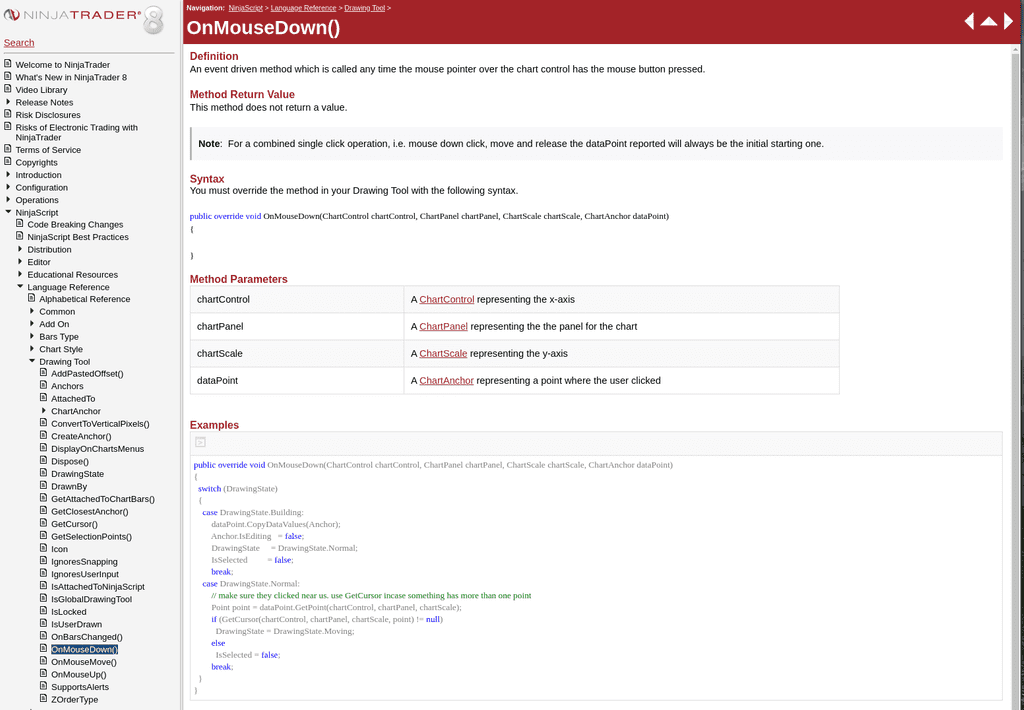 NINJATRADER® 8
Search
Welcome to NinjaTrader
What's New in NinjaTrader 8
Video Library
Release Notes
Risk Disclosures
Risks of Electronic Trading with
NinjaTrader
Terms of Service
Copyrights
Introduction
Configuration
Operations
NinjaScript
Code Breaking Changes
NinjaScript Best Practices
Distribution
Editor
Educational Resources
Language Reference
Alphabetical Reference
Common
Add On
Bars Type
Chart Style
Drawing Tool
AddPastedOffset()
Anchors
AttachedTo
ChartAnchor
ConvertToVerticalPixels()
CreateAnchor()
DisplayOnChartsMenus
Dispose()
DrawingState
DrawnBy
GetAttachedToChartBars()
GetClosestAnchor()
GetCursor()
GetSelectionPoints()
Icon
IgnoresSnapping
IgnoresUserInput
IsAttachedToNinjaScript
IsGlobalDrawingTool
IsLocked
IsUserDrawn
OnBarsChanged()
OnMouseDown()
OnMouseMove()
OnMouseUp()
SupportsAlerts
ZOrderType
Navigation: NinjaScript > Language Reference > Drawing Tool >
OnMouseDown()
Definition
An event driven method which is called any time the mouse pointer over the chart control has the mouse button pressed.
Method Return Value
This method does not return a value.
Note: For a combined single click operation, i.e. mouse down click, move and release the dataPoint reported will always be the initial starting one.
Syntax
You must override the method in your Drawing Tool with the following syntax.
public override void OnMouseDown(ChartControl chartControl, ChartPanel chartPanel, ChartScale chartScale, ChartAnchor dataPoint)
{
}
Method Parameters
chartControl A ChartControl representing the x-axis
chartPanel A ChartPanel representing the the panel for the chart
chartScale A ChartScale representing the y-axis
dataPoint A ChartAnchor representing a point where the user clicked
Examples
public override void OnMouseDown(ChartControl chartControl, ChartPanel chartPanel, ChartScale chartScale, ChartAnchor dataPoint)
{
switch (DrawingState)
{
case DrawingState.Building:
dataPoint.CopyDataValues(Anchor);
Anchor.IsEditing = false;
DrawingState = DrawingState.Normal;
IsSelected = false;
break;
case DrawingState.Normal:
// make sure they clicked near us. use GetCursor incase something has more than one point
Point point = dataPoint.GetPoint(chartControl, chartPanel, chartScale);
if (GetCursor(chartControl, chartPanel, chartScale, point) != null)
DrawingState = DrawingState.Moving;
else
IsSelected = false;
break;
}
}